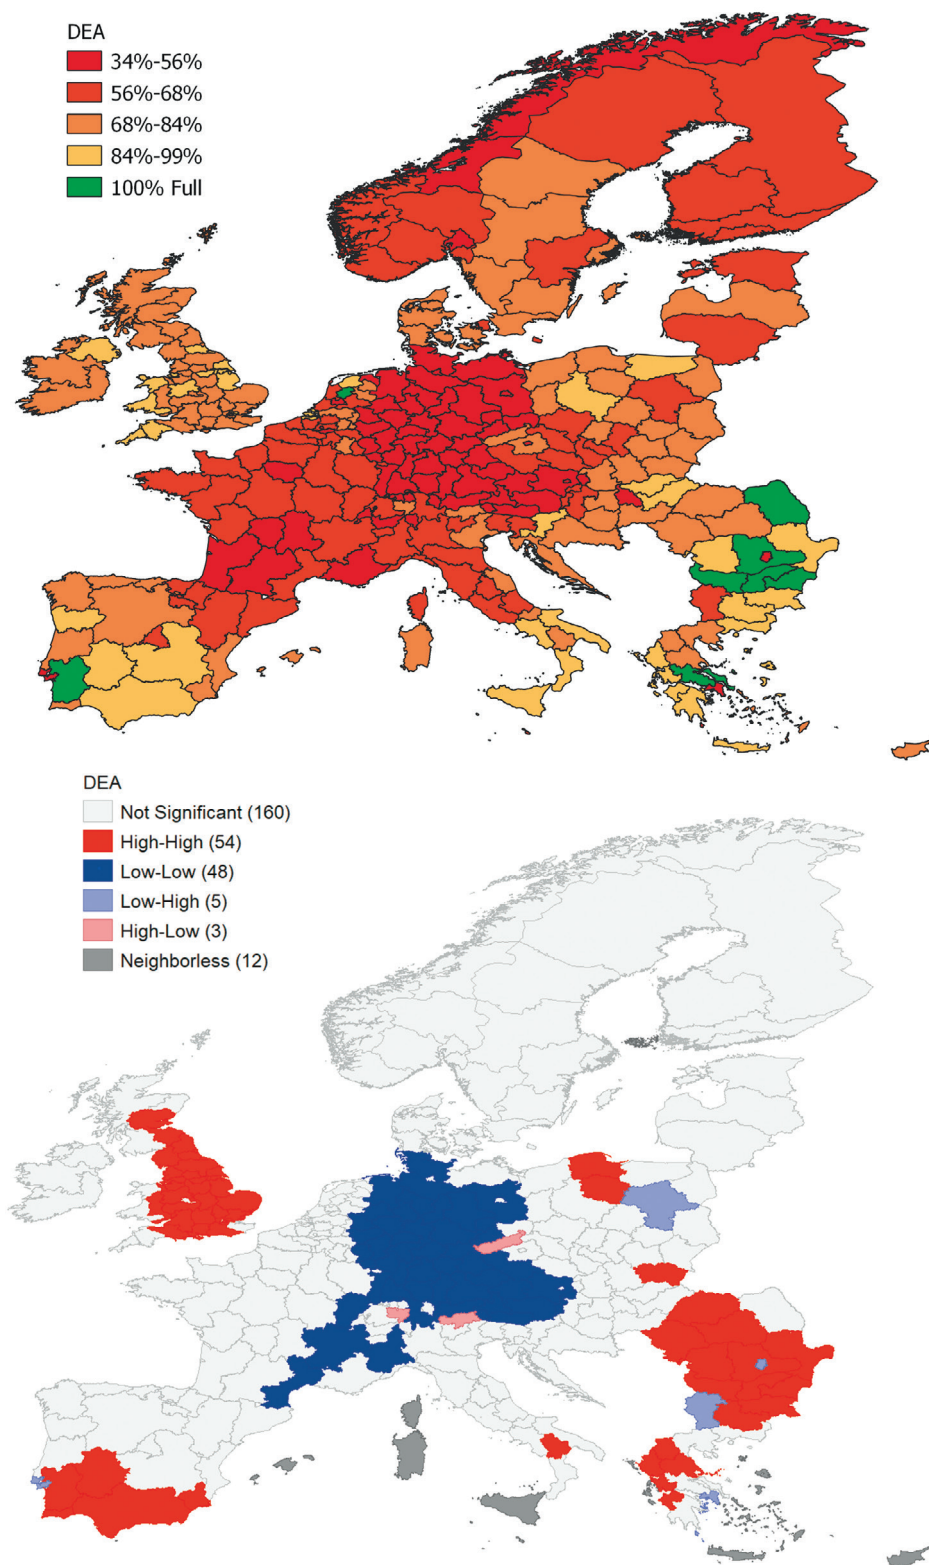 DEA
34%-56%
56%-68%
68%-84%
84%-99%
100% Full
DEA
Not Significant (160)
High-High (54)
Low-Low (48)
Low-High (5)
High-Low (3)
Neighborless (12)